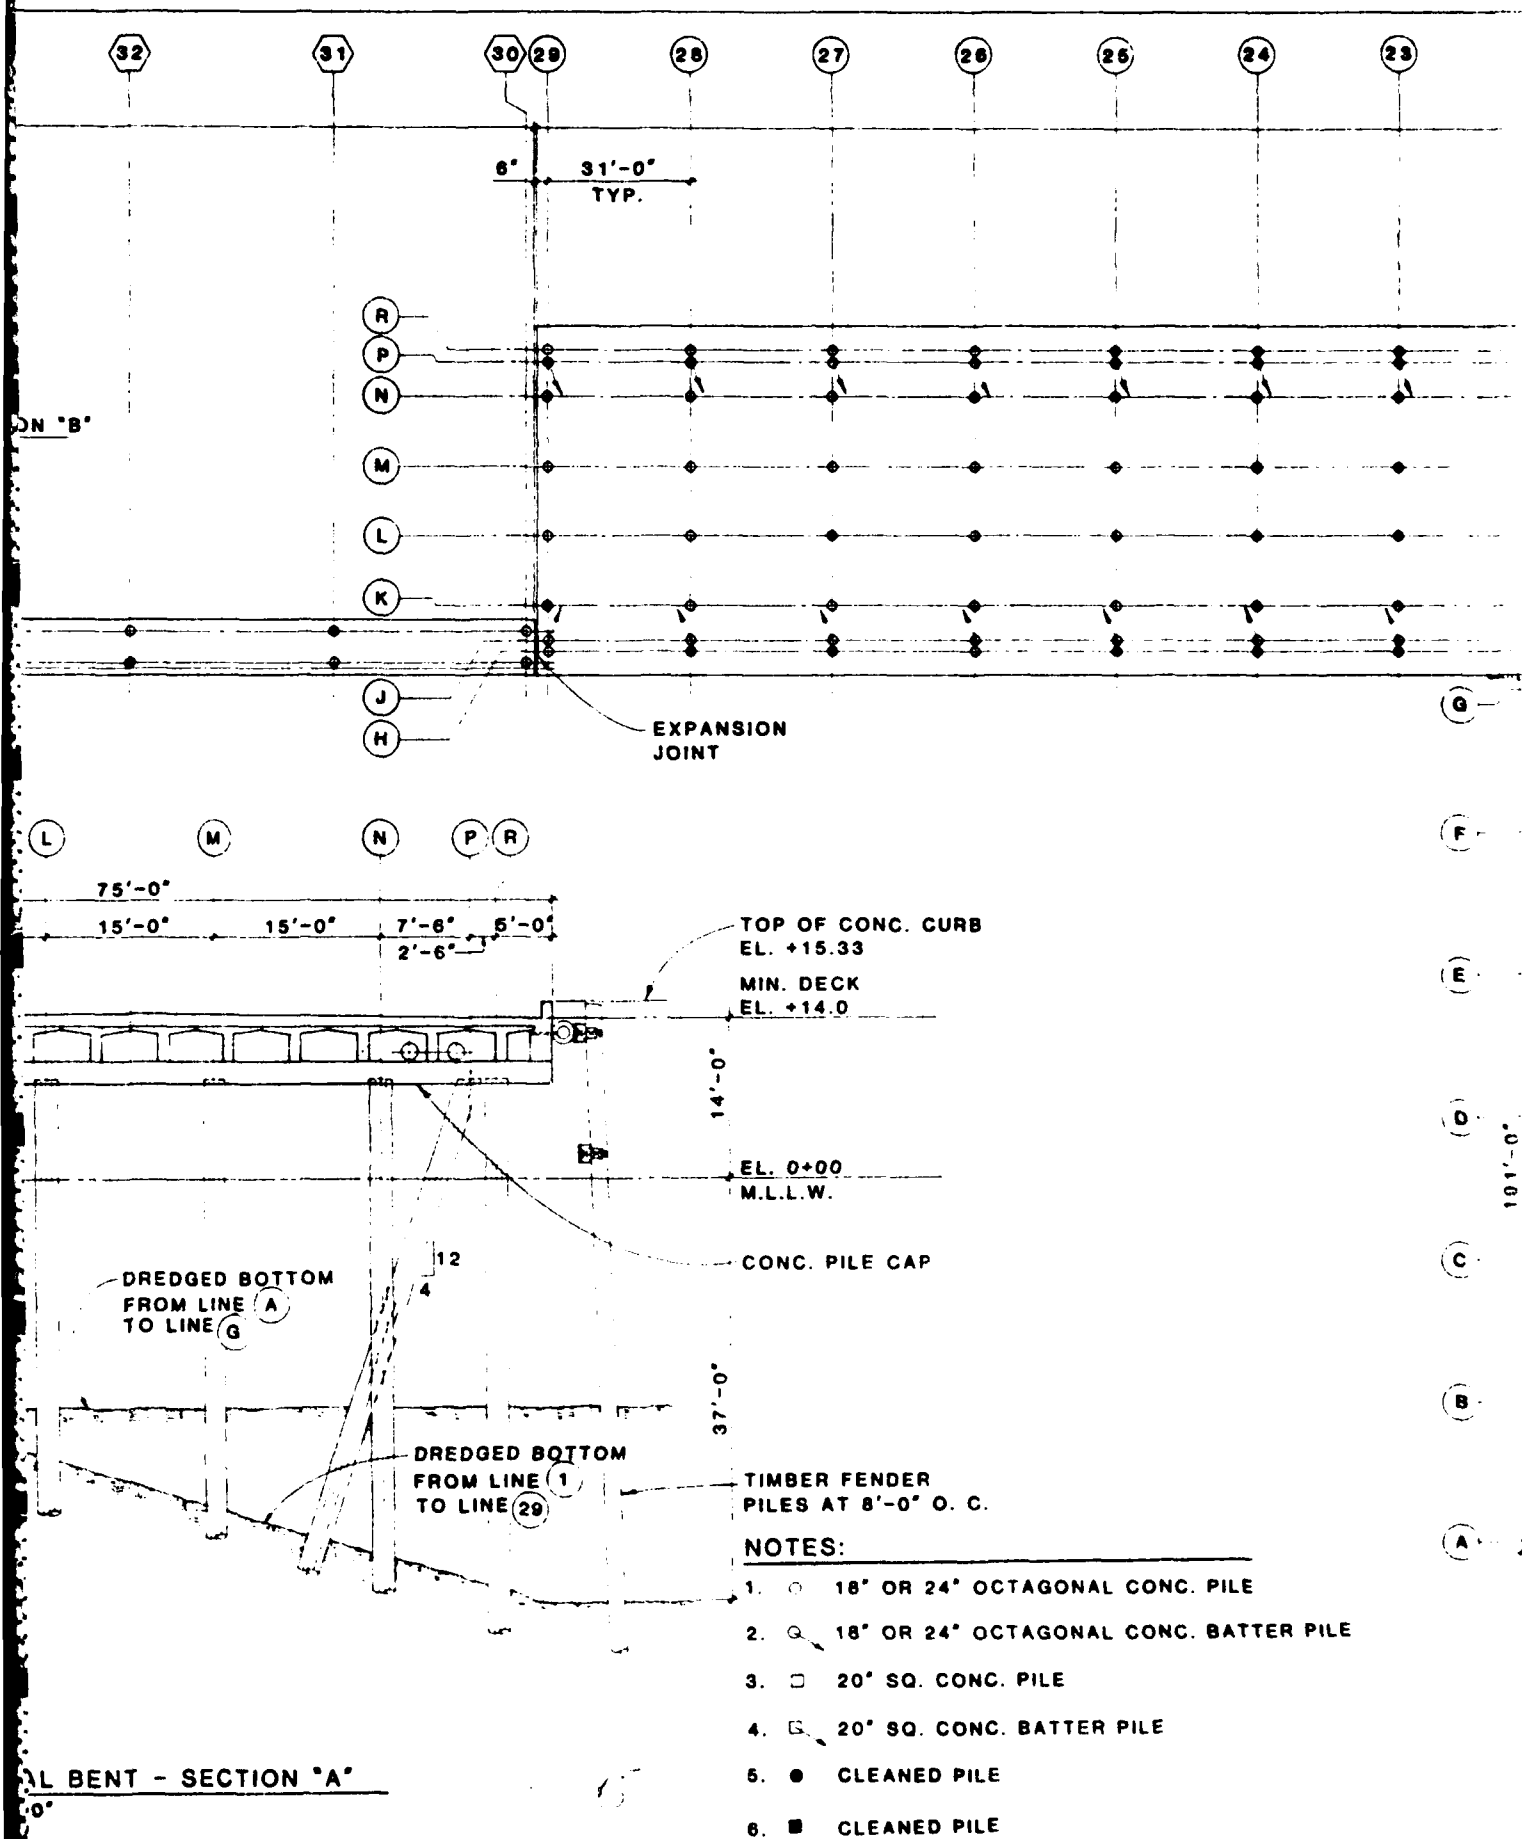 32 31 30 29 28 27 26 25 24 23
6" 31'-0"
TYP.
R
P
N
ON "B"
M
L
K
J
H
EXPANSION
JOINT
G
L M N P R
F
75'-0"
15'-0" 15'-0" 7'-6" 5'-0"
2'-6"
TOP OF CONC. CURB
EL. +15.33
MIN. DECK
EL. +14.0
E
14'-0"
D
101'-0"
EL. 0+00
M.L.L.W.
12
4
CONC. PILE CAP
C
DREDGED BOTTOM
FROM LINE A
TO LINE G
37'-0"
B
DREDGED BOTTOM
FROM LINE 1
TO LINE 29
TIMBER FENDER
PILES AT 8'-0" O. C.
A
NOTES:
1. 18" OR 24" OCTAGONAL CONC. PILE
2. 18" OR 24" OCTAGONAL CONC. BATTER PILE
3. 20" SQ. CONC. PILE
4. 20" SQ. CONC. BATTER PILE
5. CLEANED PILE
6. CLEANED PILE
AL BENT - SECTION "A"
0"